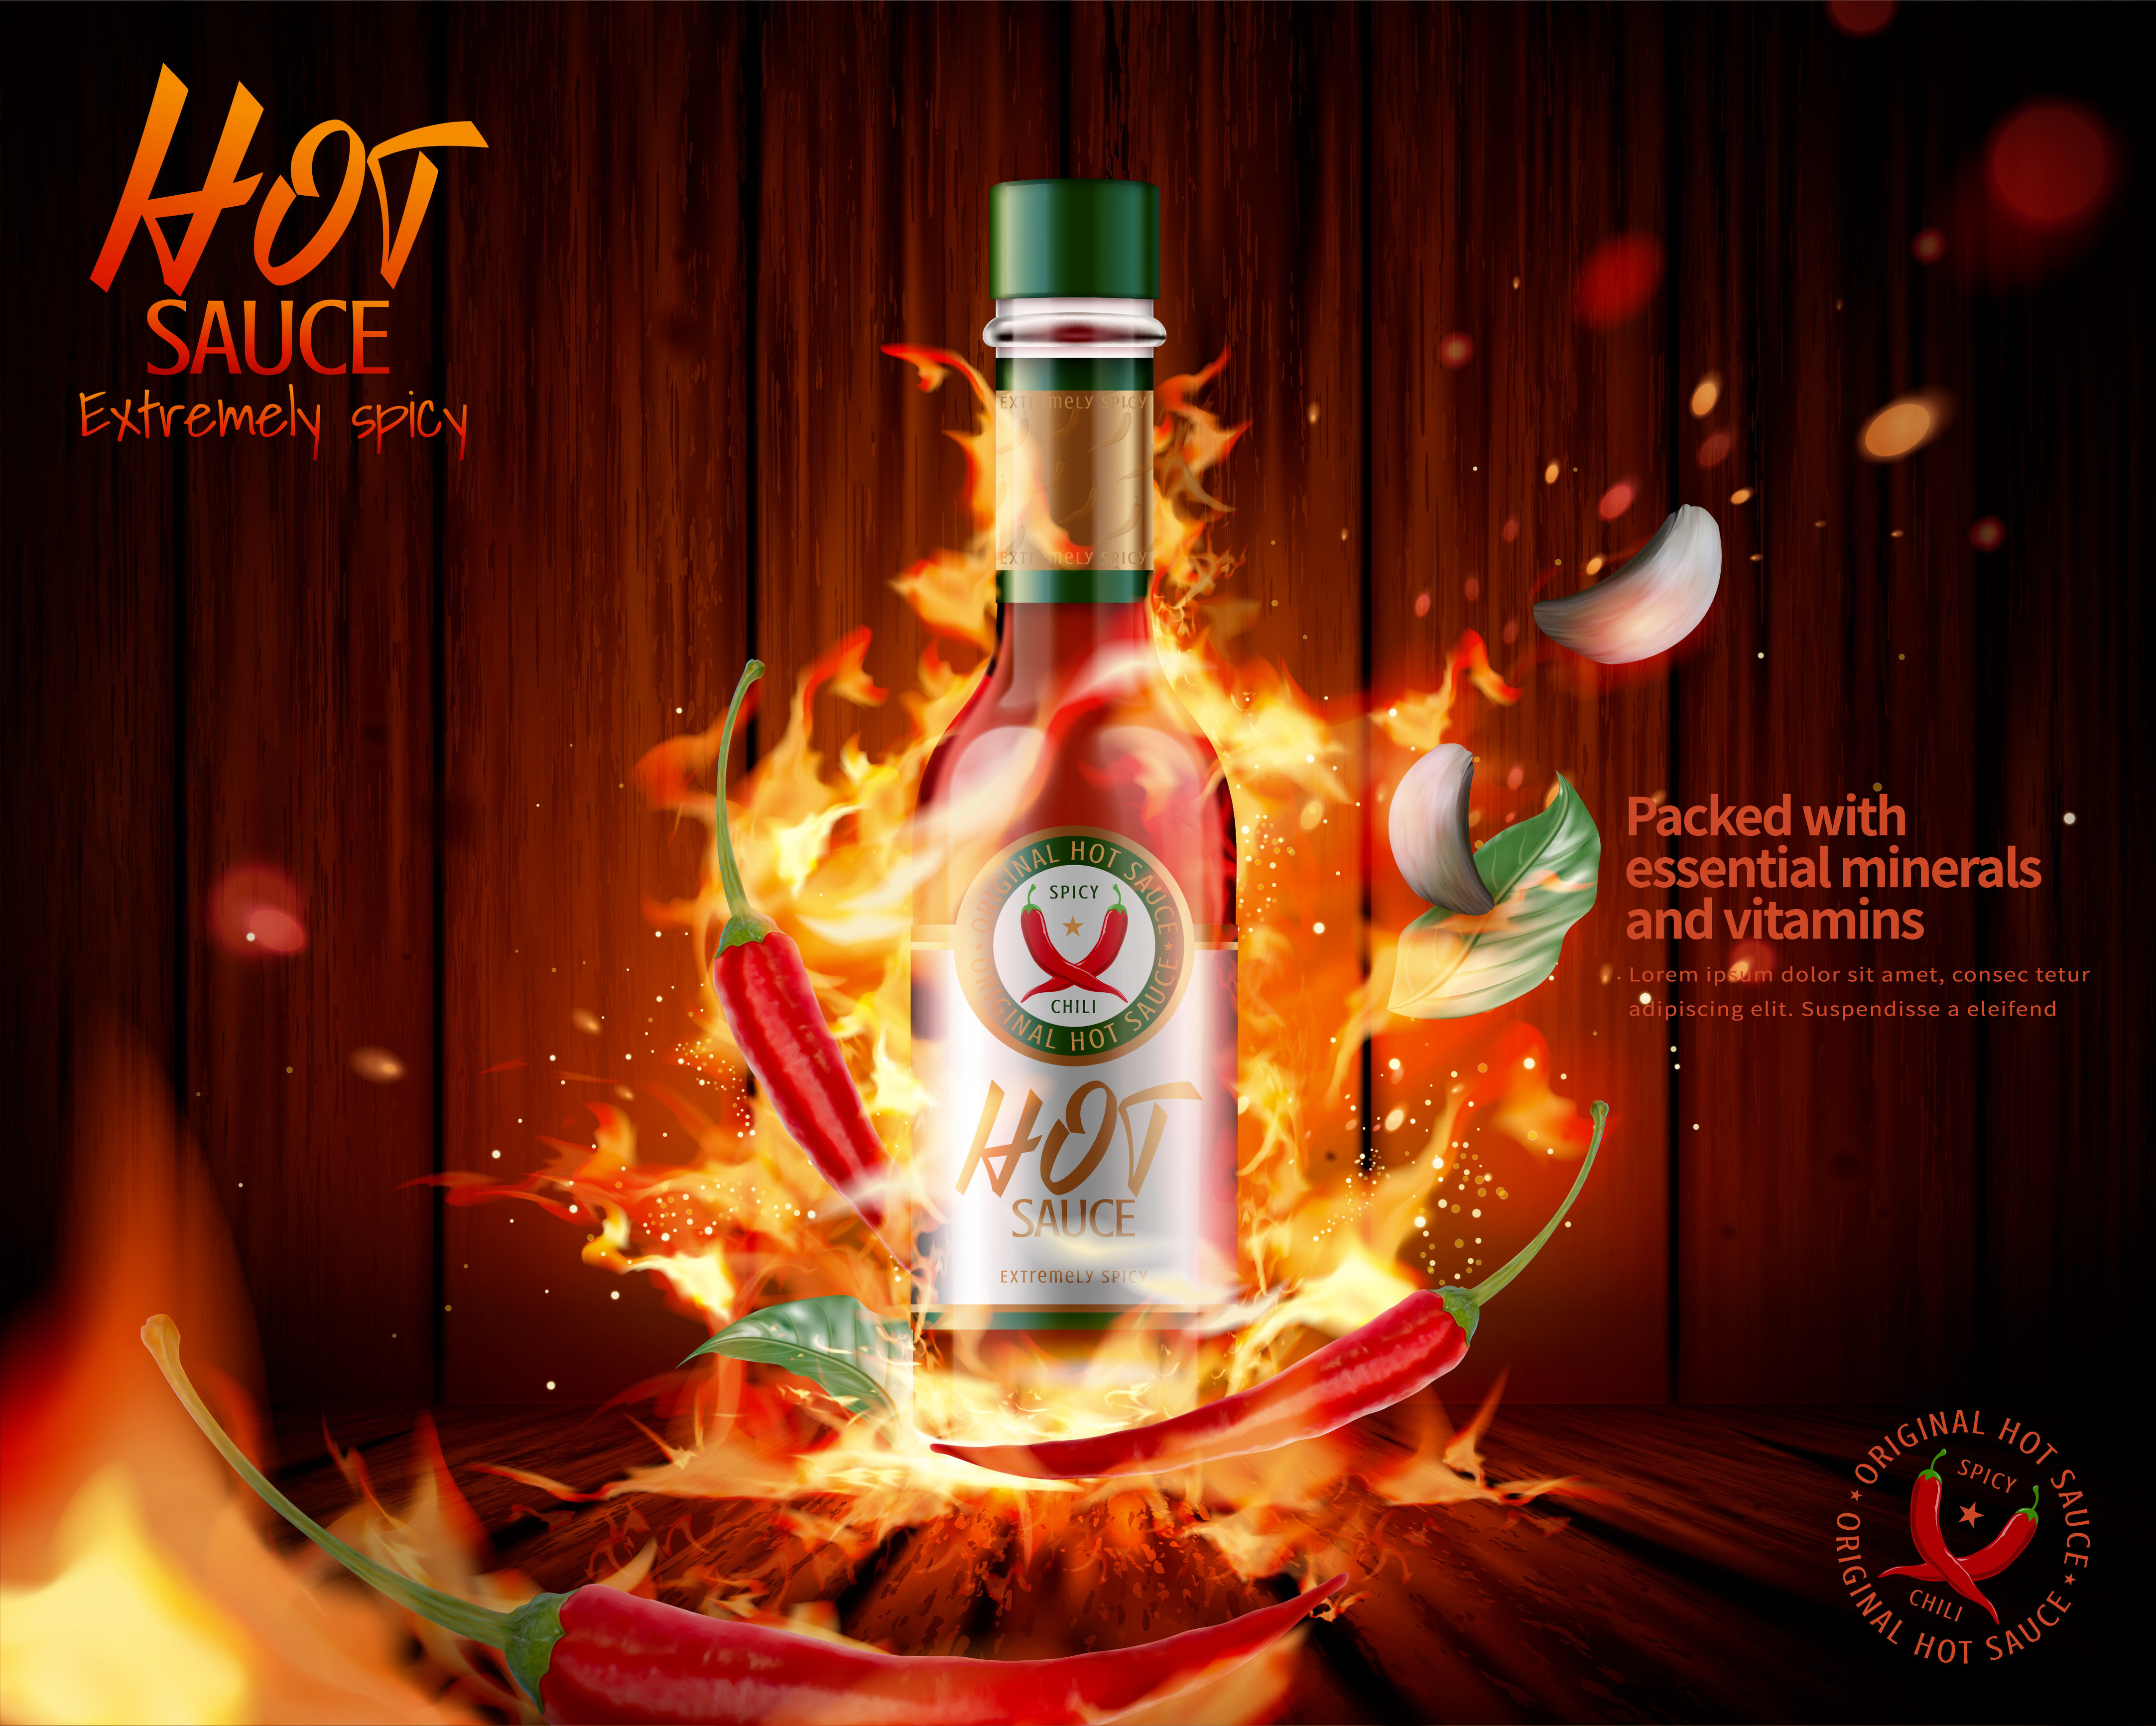 HOT
SAUCE
Extremely spicy
EXTREMELY SPICY
EXTREMELY SPICY
ORIGINAL HOT SAUCE
SPICY
CHILI
ORIGINAL HOT SAUCE
HOT
SAUCE
EXTREMELY SPICY
Packed with
essential minerals
and vitamins
Lorem ipsum dolor sit amet, consec tetur
adipiscing elit. Suspendisse a eleifend
ORIGINAL HOT SAUCE
SPICY
CHILI
ORIGINAL HOT SAUCE